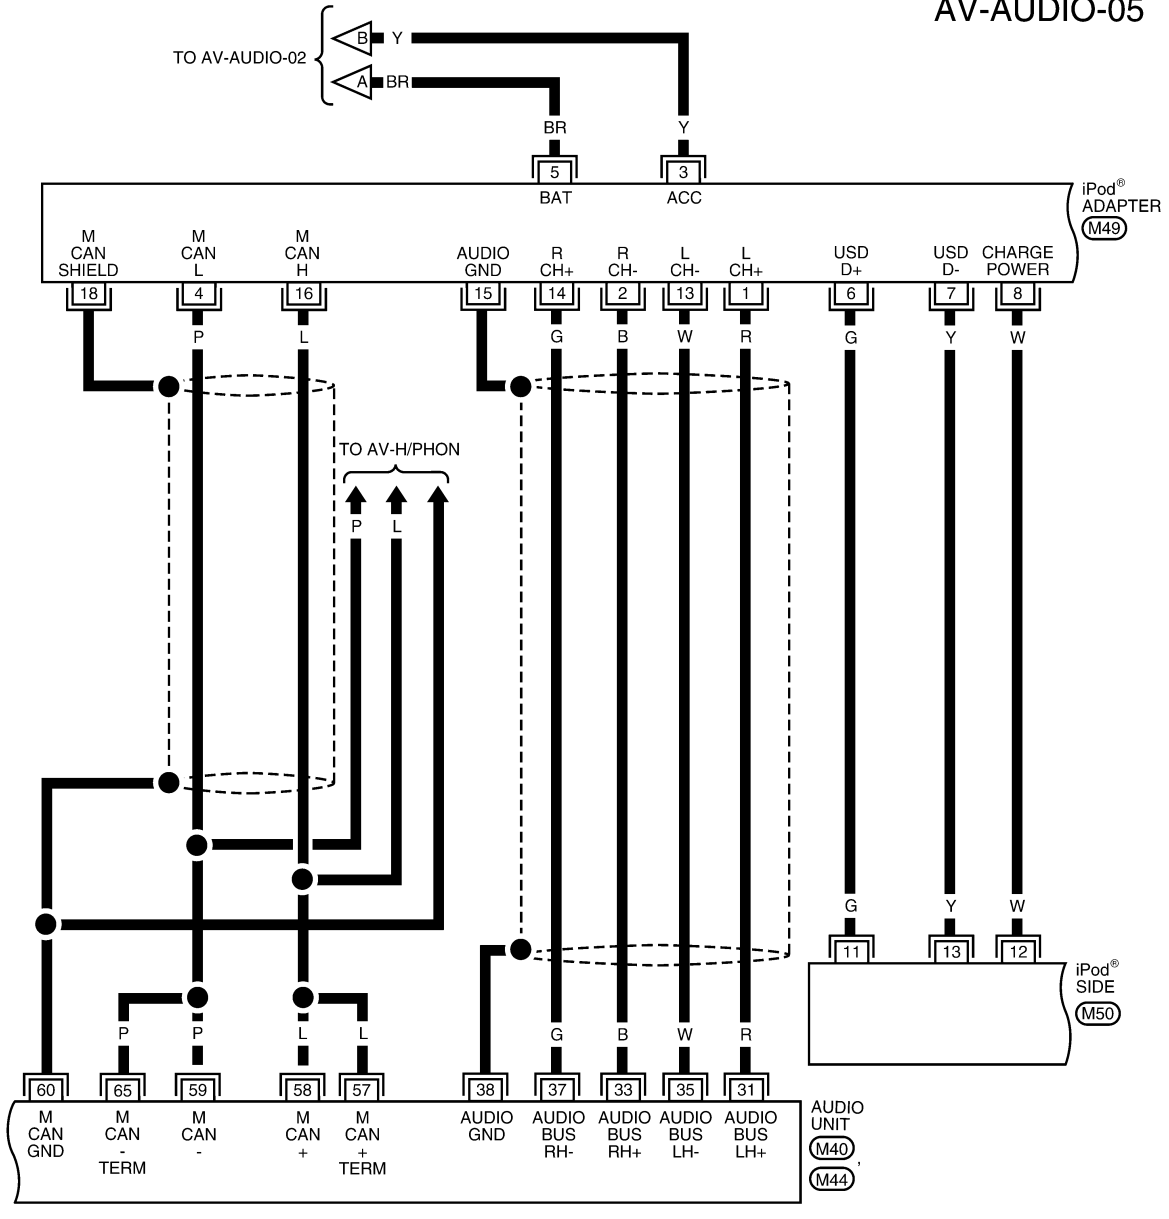 AV-AUDIO-05
TO AV-AUDIO-02
B Y
A BR
BR Y
5 3
BAT ACC
iPod®
ADAPTER
M49
M
CAN
SHIELD
M
CAN
L
M
CAN
H
AUDIO
GND
R
CH+
R
CH-
L
CH-
L
CH+
USD
D+
USD
D-
CHARGE
POWER
18 4 16 15 14 2 13 1 6 7 8
P L G B W R G Y W
TO AV-H/PHON
P L
G Y W
11 13 12
iPod®
SIDE
M50
P P L L G B W R
60 65 59 58 57 38 37 33 35 31
M
CAN
GND
M
CAN
-
TERM
M
CAN
-
M
CAN
+
M
CAN
+
TERM
AUDIO
GND
AUDIO
BUS
RH-
AUDIO
BUS
RH+
AUDIO
BUS
LH-
AUDIO
BUS
LH+
AUDIO
UNIT
M40 ,
M44